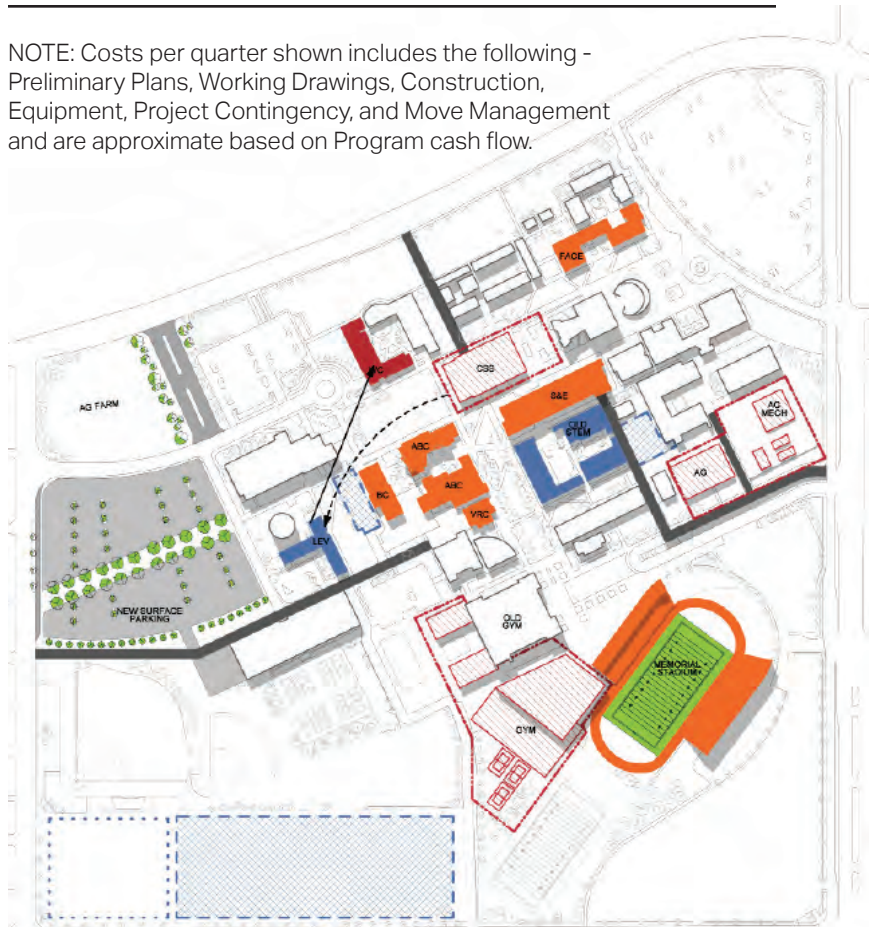 NOTE: Costs per quarter shown includes the following -
Preliminary Plans, Working Drawings, Construction,
Equipment, Project Contingency, and Move Management
and are approximate based on Program cash flow.
FACE
CSS
AG FARM
S&E
OLD
STEM
AG
MECH
ABC
AG
BC
ABC
VRC
LEV
NEW SURFACE
PARKING
OLD
GYM
MEMORIAL
STADIUM
GYM